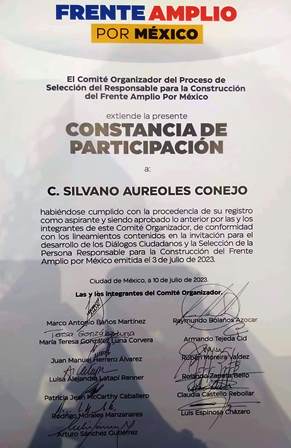 FRENTE AMPLIO
POR MÉXICO
El Comité Organizador del Proceso de
Selección del Responsable para la Construcción
del Frente Amplio Por México
extiende la presente
CONSTANCIA DE
PARTICIPACIÓN
a:
C. SILVANO AUREOLES CONEJO
habiéndose cumplido con la procedencia de su registro
como aspirante y siendo aprobado lo anterior por las y los
integrantes de este Comité Organizador, de conformidad
con los lineamientos contenidos en la invitación para el
desarrollo de los Diálogos Ciudadanos y la Selección de la
Persona Responsable para la Construcción del Frente
Amplio por México emitida el 3 de julio de 2023.
Ciudad de México, a 10 de julio de 2023.
Las y los integrantes del Comité Organizador.
Marco Antonio Baños Martínez
Raymundo Bolaños Azocar
María Teresa González Luna Corvera
Armando Tejeda Cid
Juan Manuel Herrero Álvarez
Rubén Moreira Valdez
Luisa Alejandra Latapi Renner
Rolando Zapata Bello
Patricia Jean McCarthy Caballero
Claudia Castello Rebollar
Rodrigo Morales Manzanares
Luis Espinosa Cházaro
Arturo Sánchez Gutiérrez